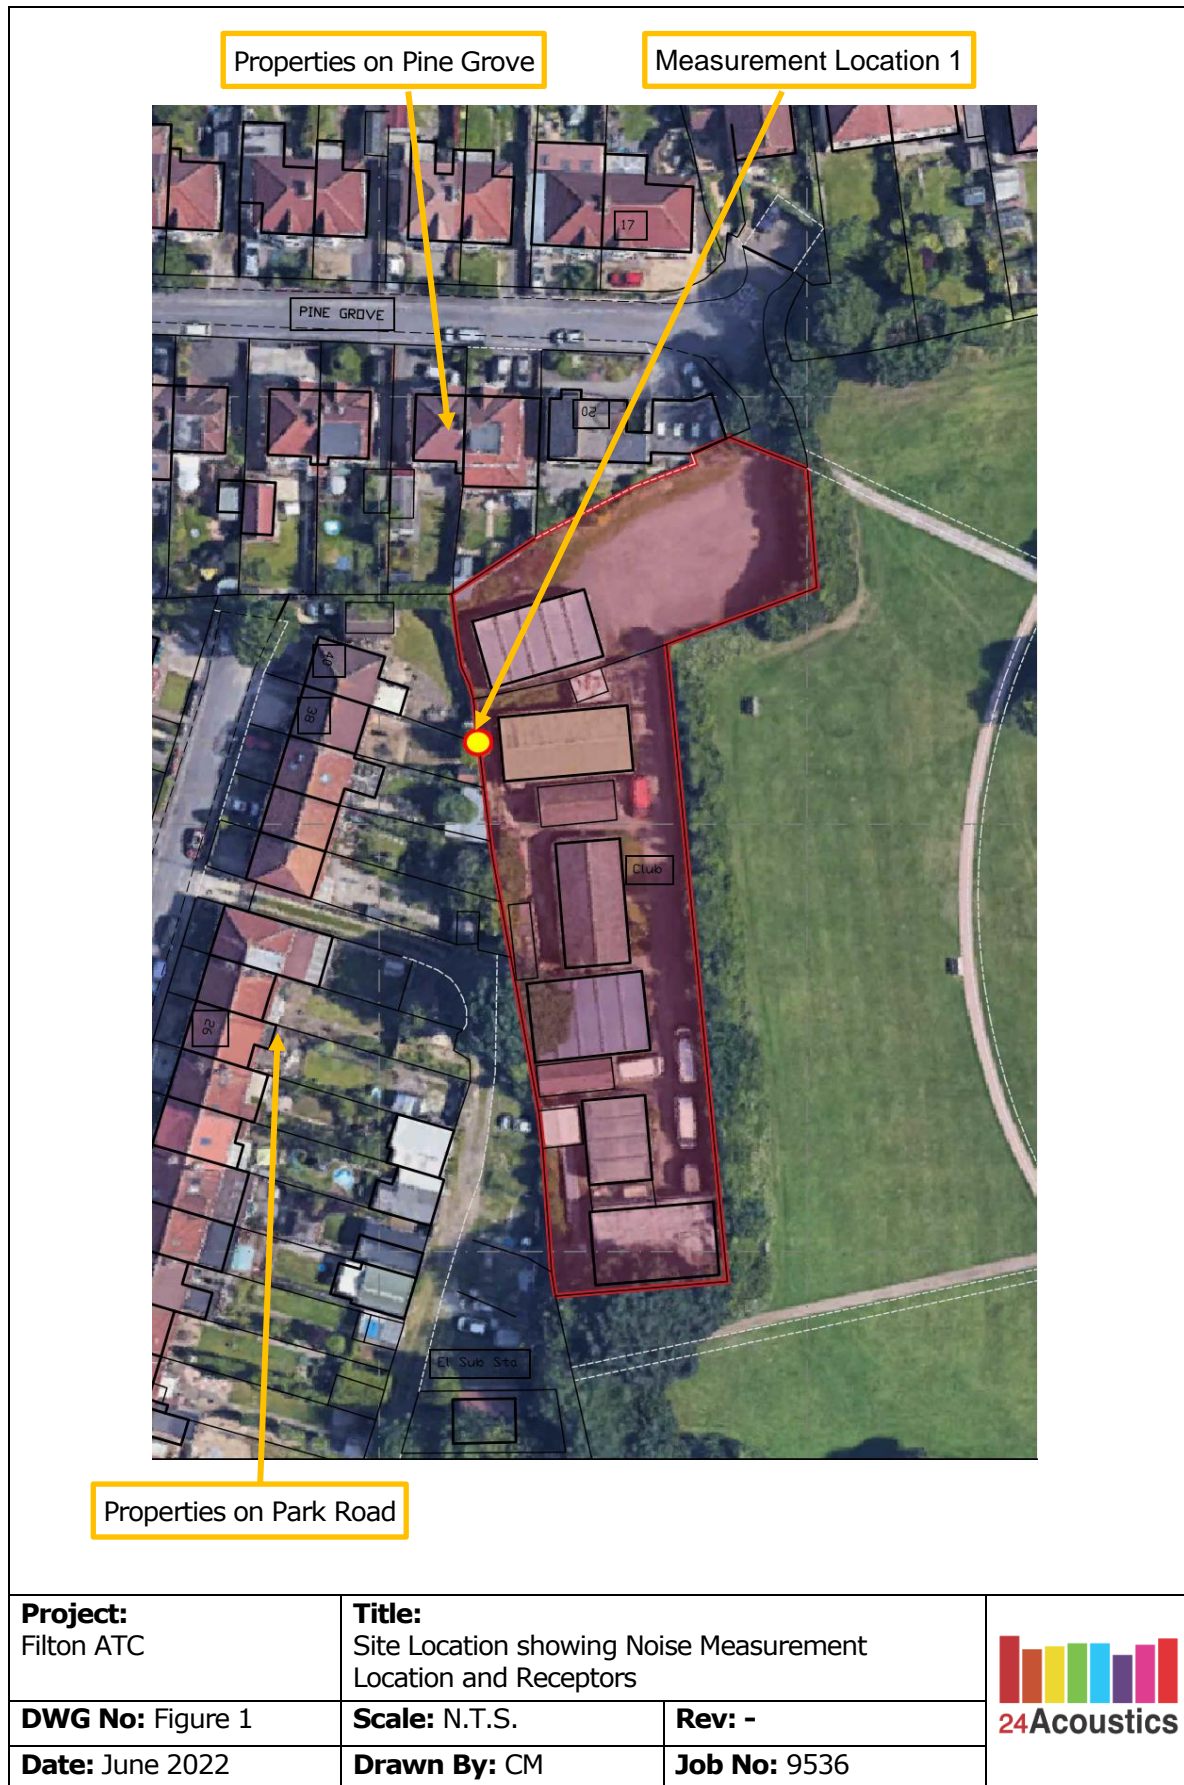 Properties on Pine Grove
Measurement Location 1
17
PINE GROVE
20
40
38
Club
26
El Sub Sta
Properties on Park Road
Project:
Filton ATC
Title:
Site Location showing Noise Measurement
Location and Receptors
DWG No: Figure 1
Scale: N.T.S.
Rev: -
Date: June 2022
Drawn By: CM
Job No: 9536
24Acoustics